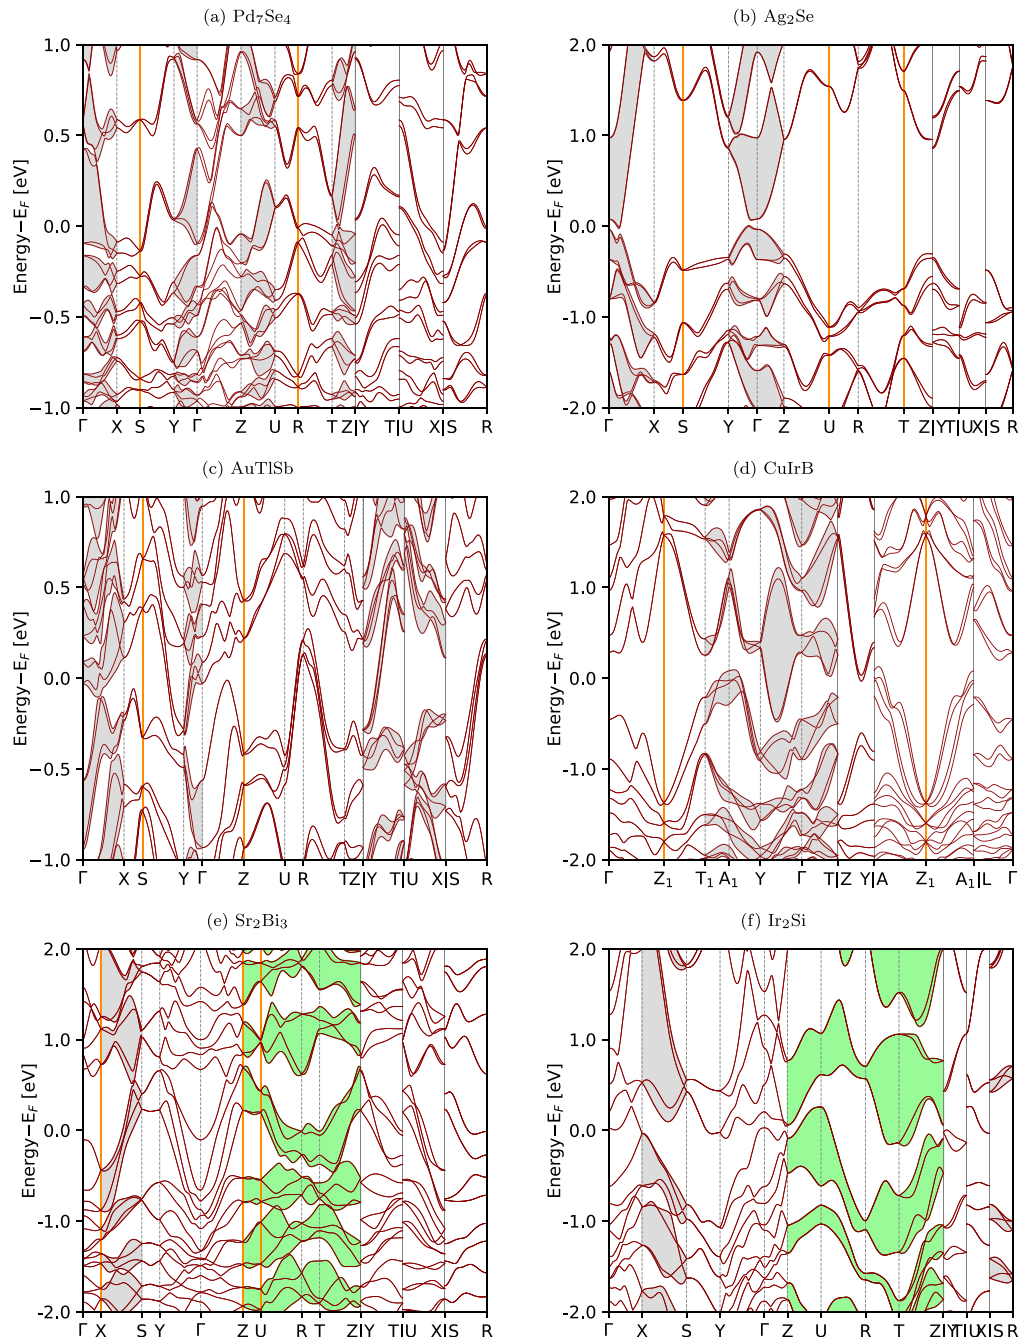 (a) Pd₇Se₄
1.0
0.5
0.0
−0.5
−1.0
Energy−E_F [eV]
Γ X S Y Γ Z U R T Z|Y T|U X|S R
(b) Ag₂Se
2.0
1.0
0.0
−1.0
−2.0
Energy−E_F [eV]
Γ X S Y Γ Z U R T Z|Y T|U X|S R
(c) AuTlSb
1.0
0.5
0.0
−0.5
−1.0
Energy−E_F [eV]
Γ X S Y Γ Z U R T Z|Y T|U X|S R
(d) CuIrB
2.0
1.0
0.0
-1.0
-2.0
Energy−E_F [eV]
Γ Z₁ T₁ A₁ Y Γ T|Z Y|A Z₁ A₁|L Γ
(e) Sr₂Bi₃
2.0
1.0
0.0
-1.0
-2.0
Energy−E_F [eV]
Γ X S Y Γ Z U R T Z|Y T|U X|S R
(f) Ir₂Si
2.0
1.0
0.0
-1.0
-2.0
Energy−E_F [eV]
Γ X S Y Γ Z U R T Z|Y T|U X|S R